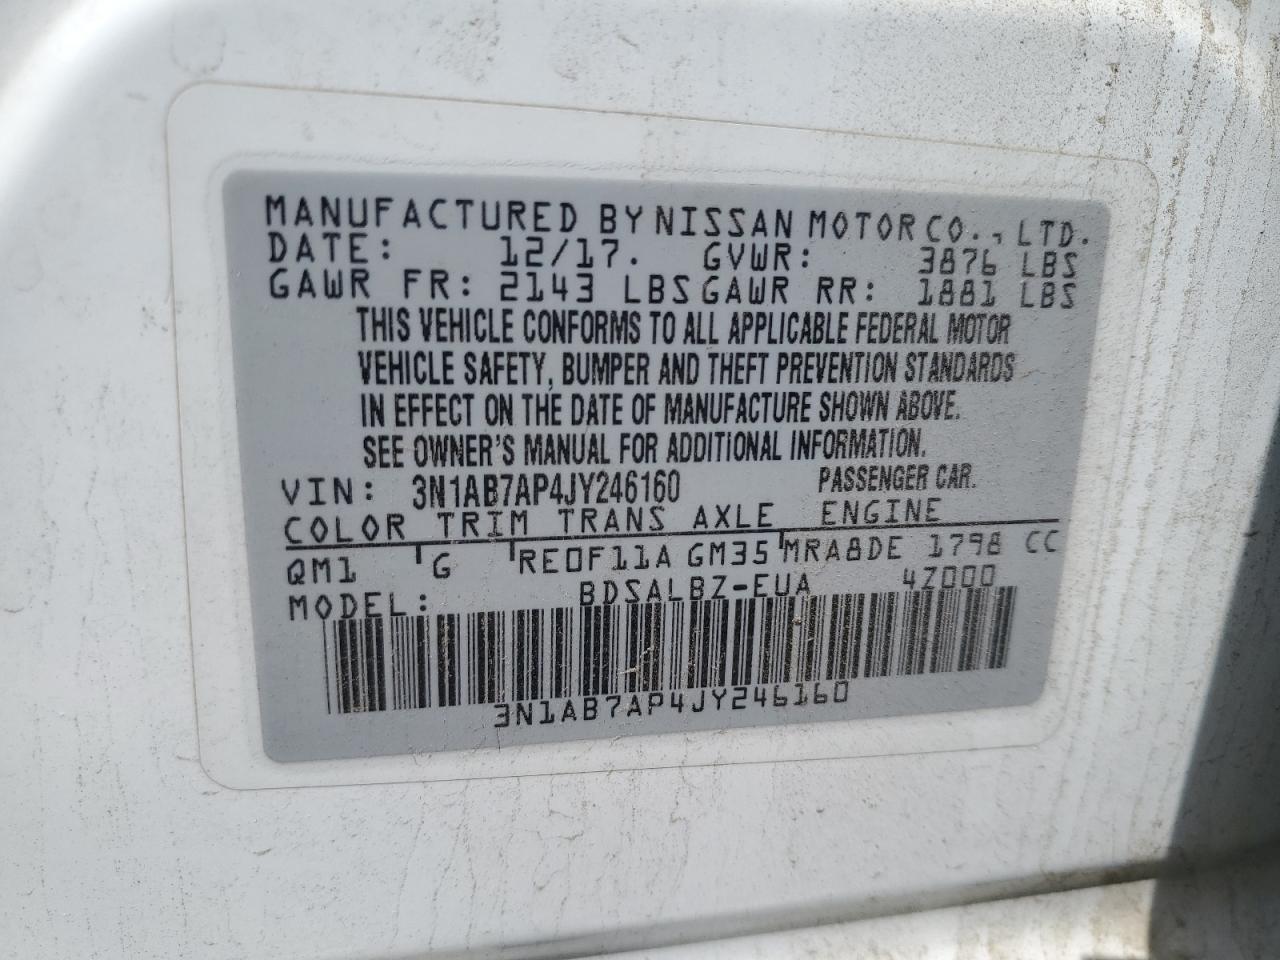 MANUFACTURED BY NISSAN MOTOR CO., LTD.
DATE: 12/17. GVWR: 3876 LBS
GAWR FR: 2143 LBS GAWR RR: 1881 LBS
THIS VEHICLE CONFORMS TO ALL APPLICABLE FEDERAL MOTOR
VEHICLE SAFETY, BUMPER AND THEFT PREVENTION STANDARDS
IN EFFECT ON THE DATE OF MANUFACTURE SHOWN ABOVE.
SEE OWNER'S MANUAL FOR ADDITIONAL INFORMATION.
VIN: 3N1AB7AP4JY246160 PASSENGER CAR.
COLOR TRIM TRANS AXLE ENGINE
QM1 G RE0F11A GM35 MRA8DE 1798 CC
MODEL: BDSALBZ-EUA 4Z000
3N1AB7AP4JY246160